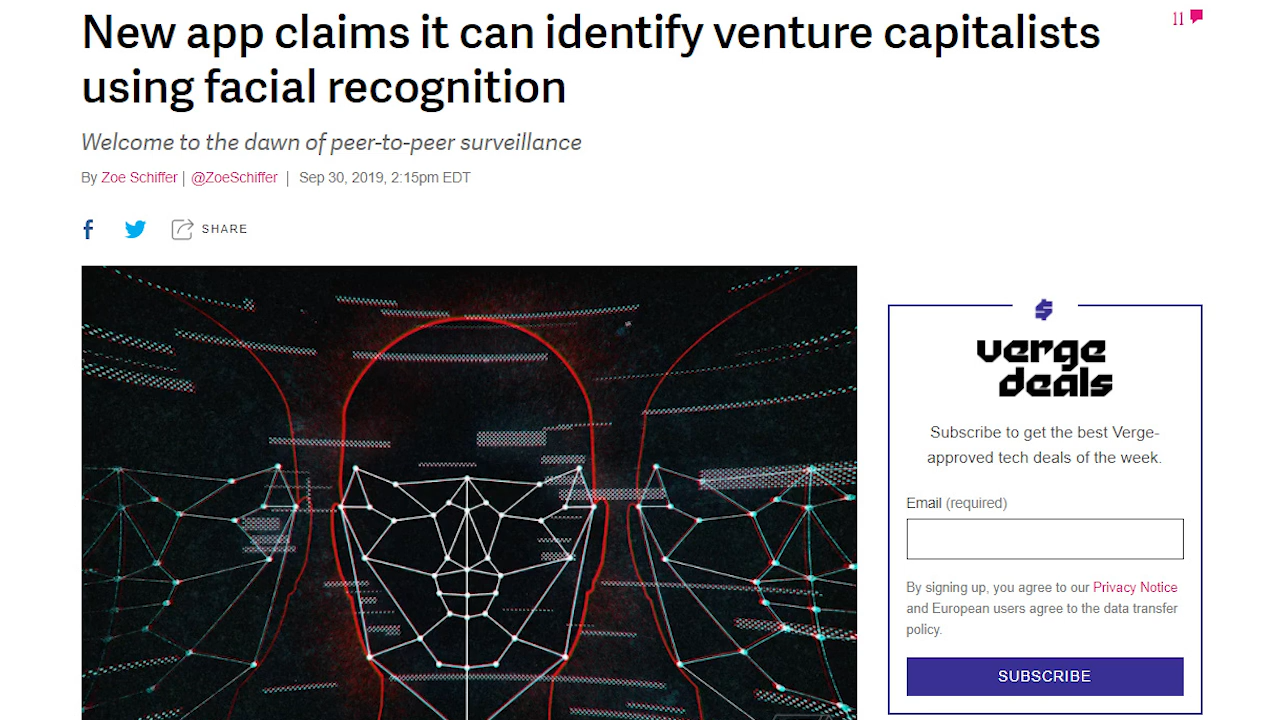 New app claims it can identify venture capitalists
using facial recognition
11
Welcome to the dawn of peer-to-peer surveillance
By Zoe Schiffer | @ZoeSchiffer | Sep 30, 2019, 2:15pm EDT
SHARE
verge
deals
Subscribe to get the best Verge-
approved tech deals of the week.
Email (required)
By signing up, you agree to our Privacy Notice
and European users agree to the data transfer
policy.
SUBSCRIBE